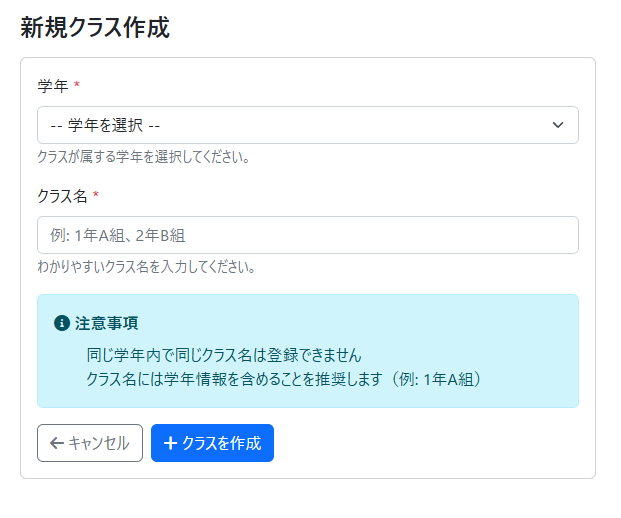 新規クラス作成
学年 *
-- 学年を選択 --
クラスが属する学年を選択してください。
クラス名 *
例: 1年A組、2年B組
わかりやすいクラス名を入力してください。
注意事項
同じ学年内で同じクラス名は登録できません
クラス名には学年情報を含めることを推奨します（例: 1年A組）
キャンセル
クラスを作成